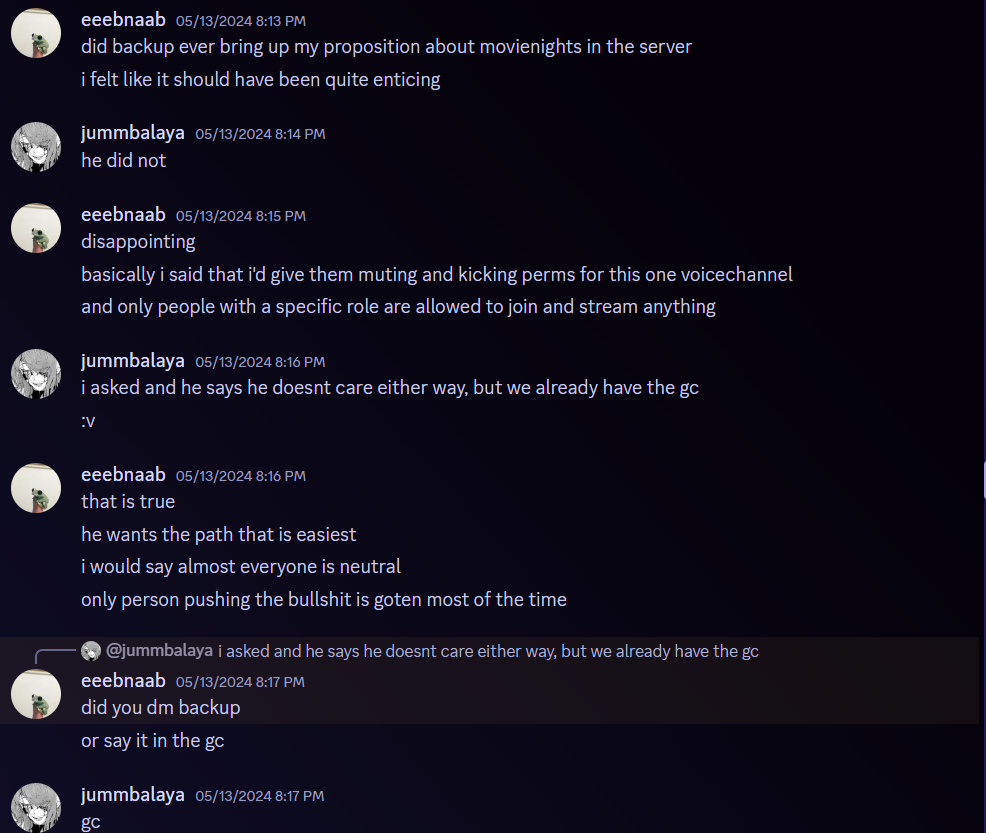 eeebnaab 05/13/2024 8:13 PM
did backup ever bring up my proposition about movienights in the server
i felt like it should have been quite enticing
jummbalaya 05/13/2024 8:14 PM
he did not
eeebnaab 05/13/2024 8:15 PM
disappointing
basically i said that i'd give them muting and kicking perms for this one voicechannel
and only people with a specific role are allowed to join and stream anything
jummbalaya 05/13/2024 8:16 PM
i asked and he says he doesnt care either way, but we already have the gc
:v
eeebnaab 05/13/2024 8:16 PM
that is true
he wants the path that is easiest
i would say almost everyone is neutral
only person pushing the bullshit is goten most of the time
@jummbalaya i asked and he says he doesnt care either way, but we already have the gc
eeebnaab 05/13/2024 8:17 PM
did you dm backup
or say it in the gc
jummbalaya 05/13/2024 8:17 PM
gc